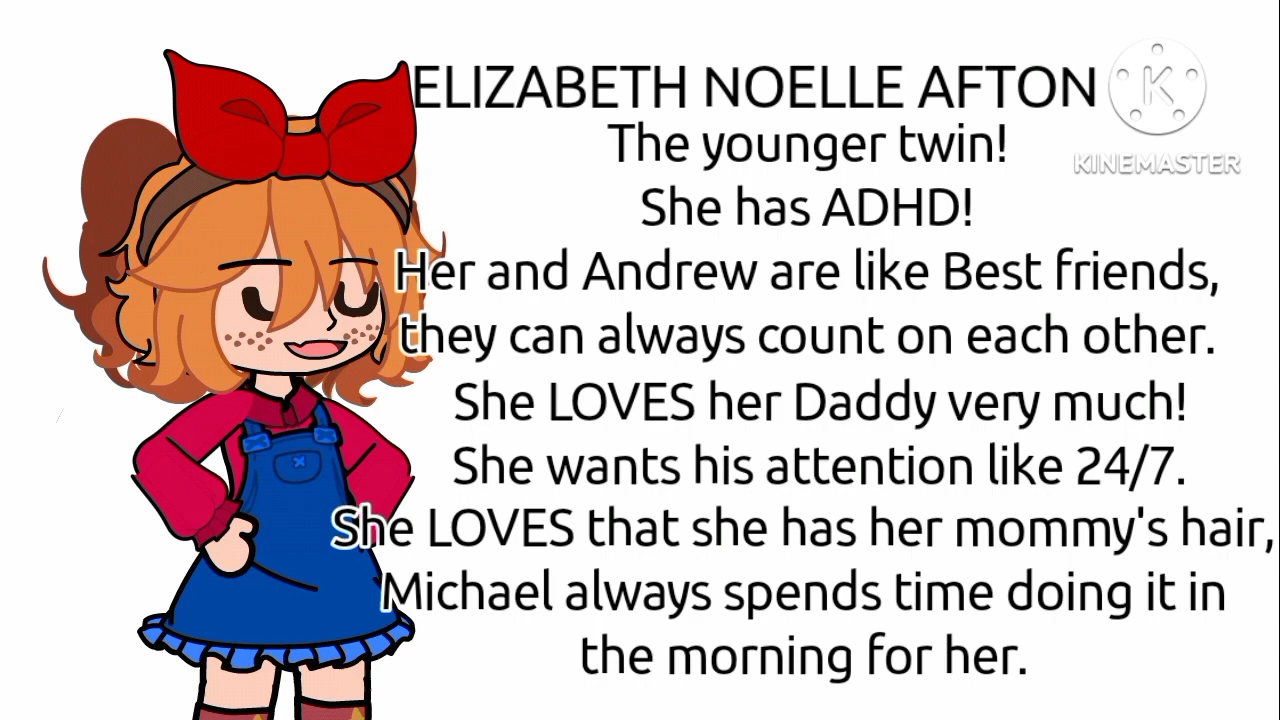 ELIZABETH NOELLE AFTON
The younger twin!
She has ADHD!
Her and Andrew are like Best friends,
they can always count on each other.
She LOVES her Daddy very much!
She wants his attention like 24/7.
She LOVES that she has her mommy's hair,
Michael always spends time doing it in
the morning for her.
K
KINEMASTER